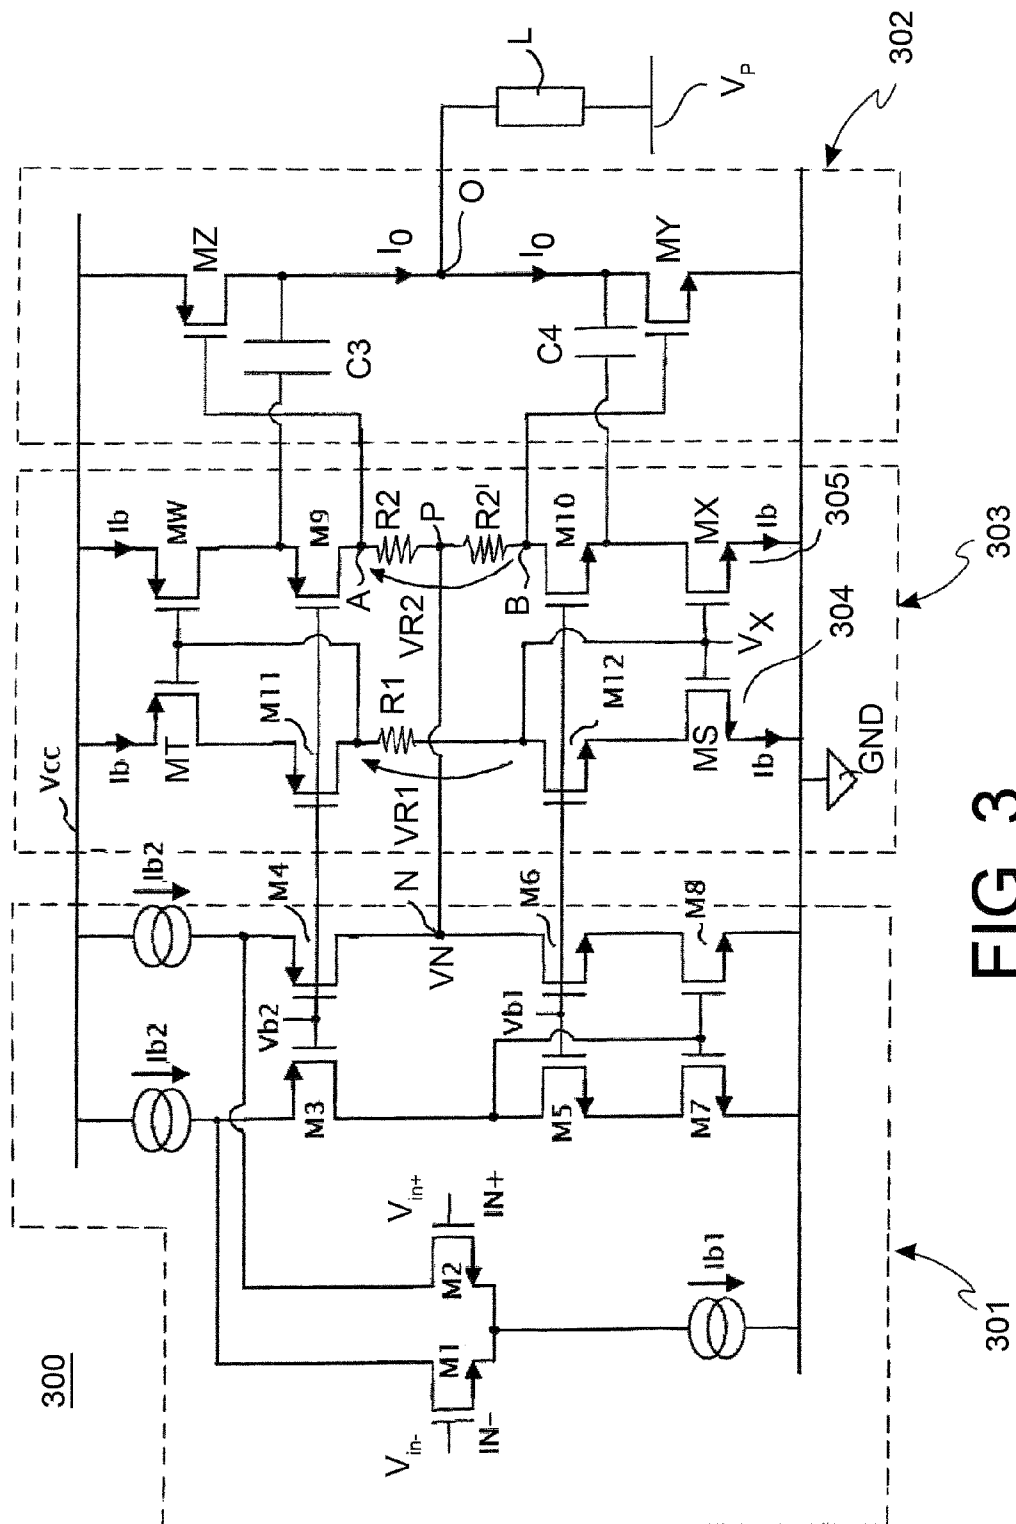 300
Vcc
Ib2
Ib2
Ib
MT
Ib
MW
MZ
302
Vb2
M3
M4
M11
M9
C3
I0
O
L
VP
Vin-
IN–
M1
Vin+
IN+
M2
N
VN
VR1
R1
VR2
A
R2
P
R2'
B
I0
C4
MY
Vb1
M5
M6
M12
M10
M7
M8
MS
Ib
VX
MX
Ib
Ib1
GND
301
304
305
303
FIG 3